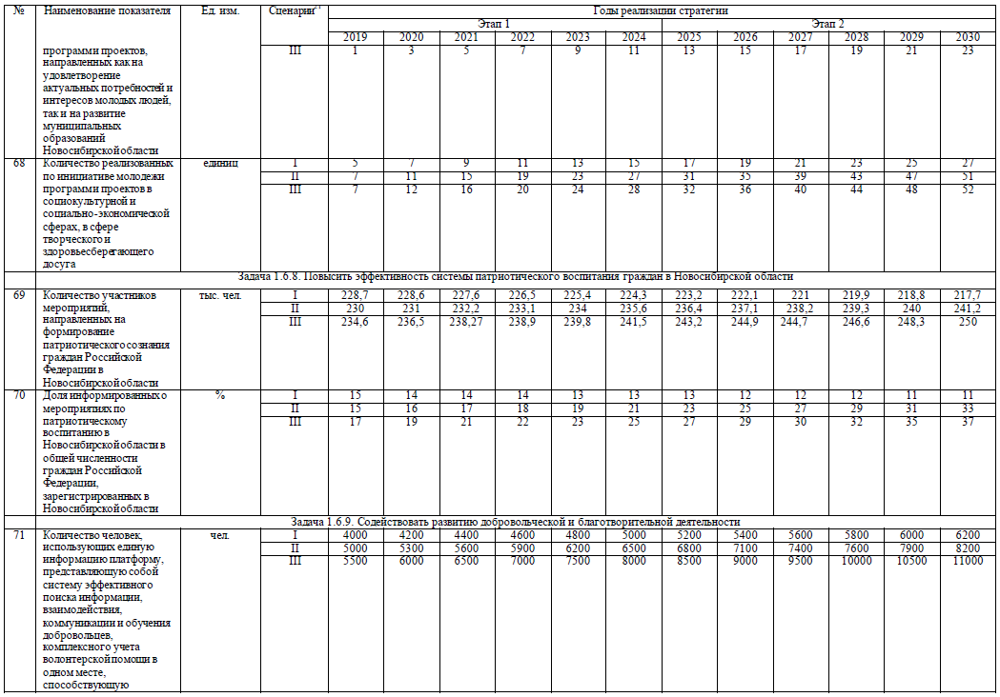 № Наименование показателя Ед. изм. Сценарии²¹ Годы реализации стратегии
Этап 1 Этап 2
2019 2020 2021 2022 2023 2024 2025 2026 2027 2028 2029 2030
программ и проектов, III 1 3 5 7 9 11 13 15 17 19 21 23
направленных как на
удовлетворение
актуальных потребностей и
интересов молодых людей,
так и на развитие
муниципальных
образований
Новосибирской области
68 Количество реализованных единиц I 5 7 9 11 13 15 17 19 21 23 25 27
по инициативе молодежи II 7 11 15 19 23 27 31 35 39 43 47 51
программ и проектов в III 7 12 16 20 24 28 32 36 40 44 48 52
социокультурной и
социально-экономической
сферах, в сфере
творческого и
здоровьесберегающего
досуга
Задача 1.6.8. Повысить эффективность системы патриотического воспитания граждан в Новосибирской области
69 Количество участников тыс. чел. I 228,7 228,6 227,6 226,5 225,4 224,3 223,2 222,1 221 219,9 218,8 217,7
мероприятий, II 230 231 232,2 233,1 234 235,6 236,4 237,1 238,2 239,3 240 241,2
направленных на III 234,6 236,5 238,27 238,9 239,8 241,5 243,2 244,9 244,7 246,6 248,3 250
формирование
патриотического сознания
граждан Российской
Федерации в
Новосибирской области
70 Доля информированных о % I 15 14 14 14 13 13 13 12 12 12 11 11
мероприятиях по II 15 16 17 18 19 21 23 25 27 29 31 33
патриотическому III 17 19 21 22 23 25 27 29 30 32 35 37
воспитанию в
Новосибирской области в
общей численности
граждан Российской
Федерации,
зарегистрированных в
Новосибирской области
Задача 1.6.9. Содействовать развитию добровольческой и благотворительной деятельности
71 Количество человек, чел. I 4000 4200 4400 4600 4800 5000 5200 5400 5600 5800 6000 6200
использующих единую II 5000 5300 5600 5900 6200 6500 6800 7100 7400 7600 7900 8200
информацию платформу, III 5500 6000 6500 7000 7500 8000 8500 9000 9500 10000 10500 11000
представляющую собой
систему эффективного
поиска информации,
взаимодействия,
коммуникации и обучения
добровольцев,
комплексного учета
волонтерской помощи в
одном месте,
способствующую